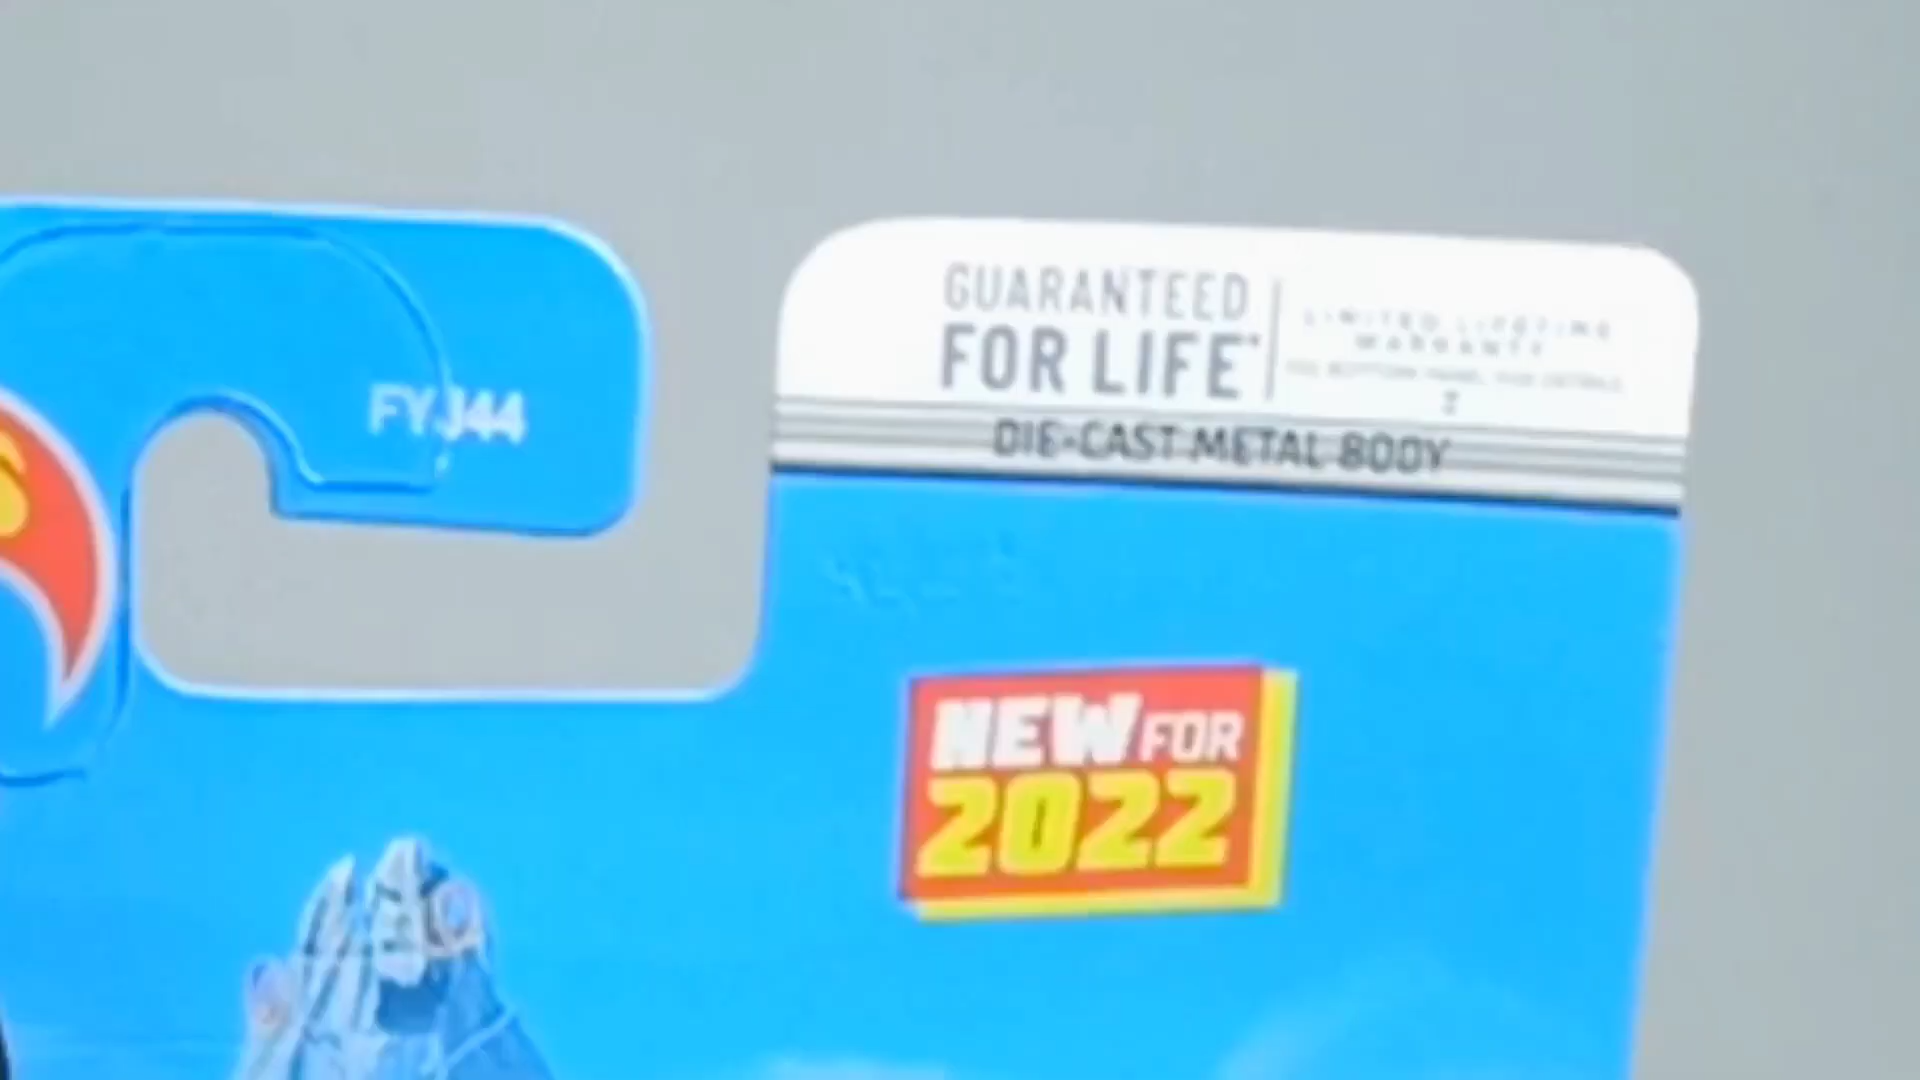 FYJ44
GUARANTEED
FOR LIFE
LIMITED LIFETIME
WARRANTY
DIE-CAST METAL BODY
NEW FOR
2022